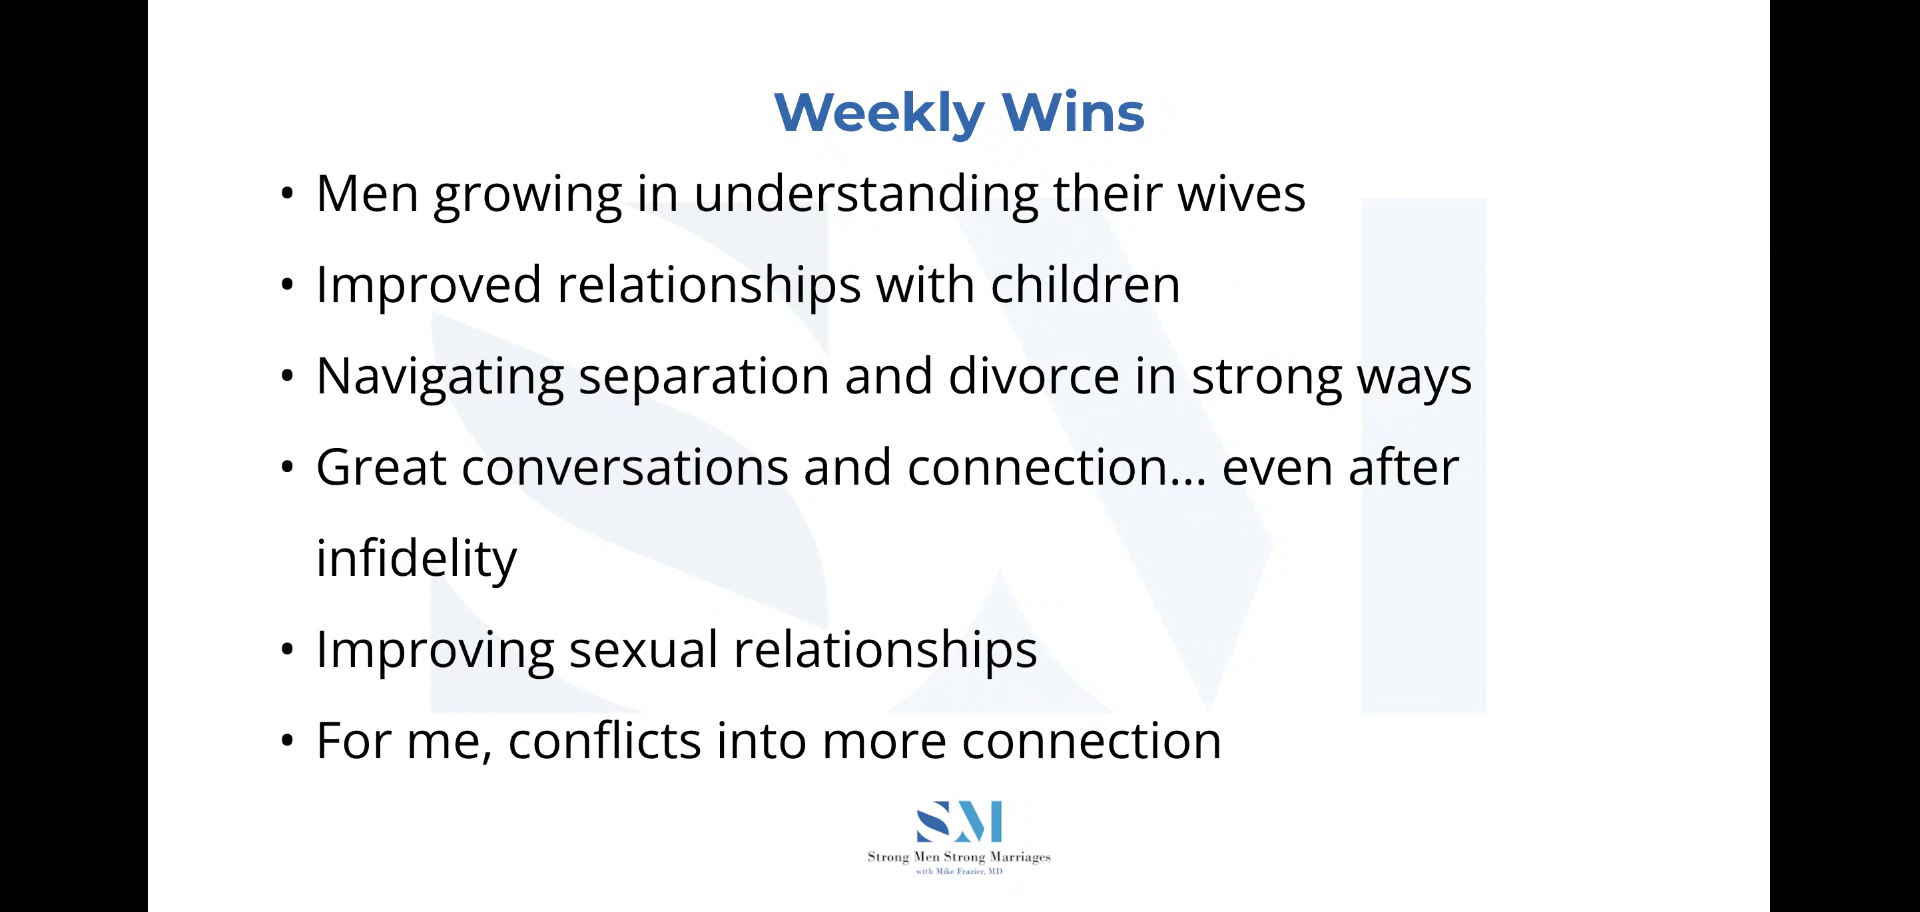 Weekly Wins
• Men growing in understanding their wives
• Improved relationships with children
• Navigating separation and divorce in strong ways
• Great conversations and connection... even after
infidelity
• Improving sexual relationships
• For me, conflicts into more connection
SM
Strong Men Strong Marriages
with Mike Frazier, MD